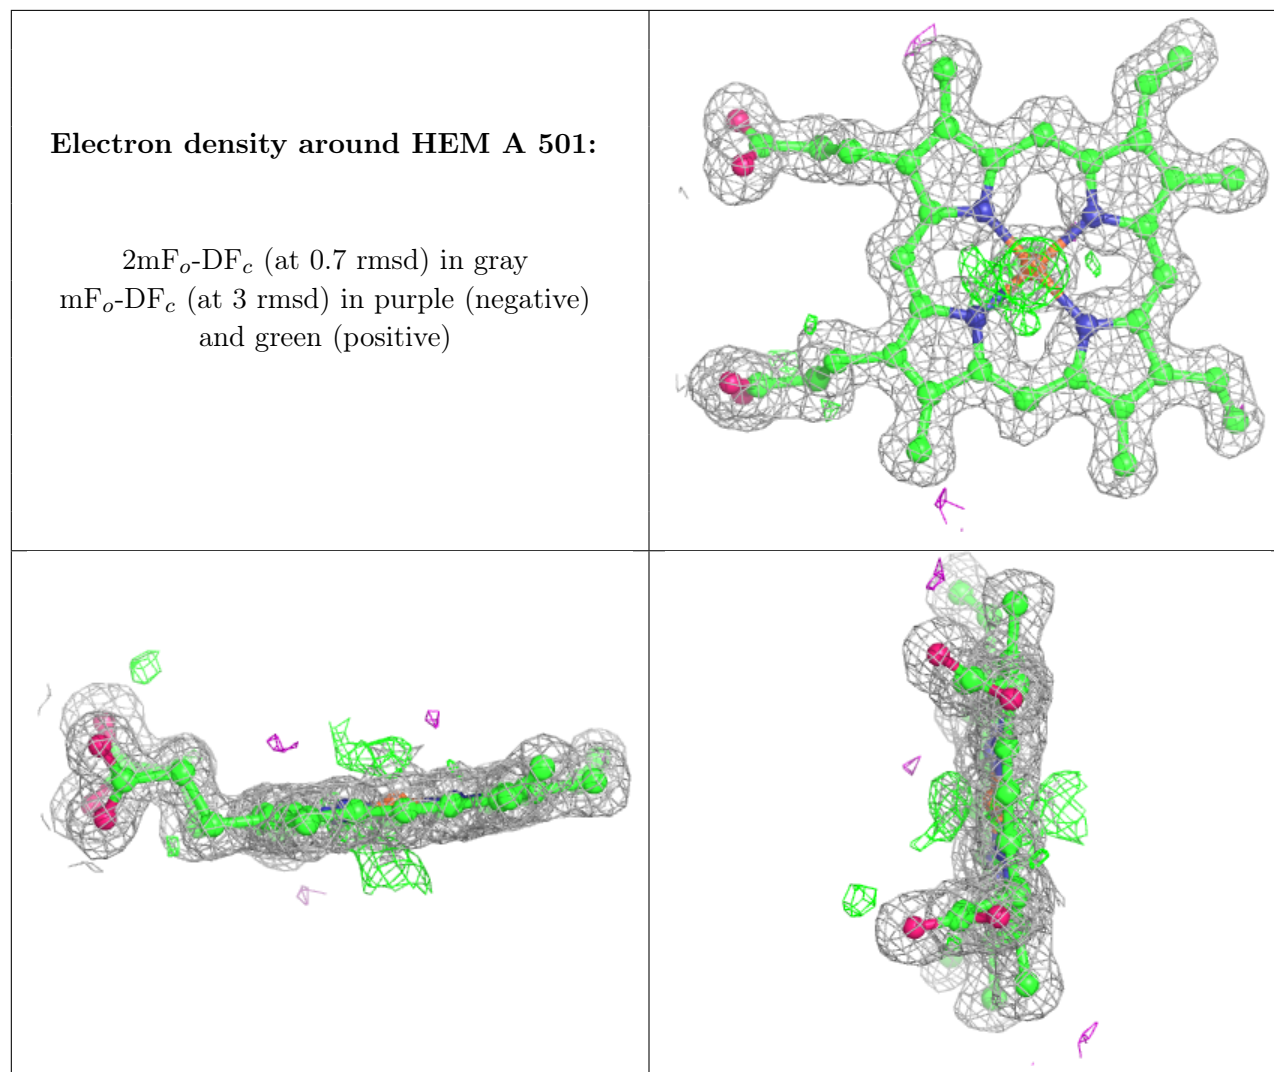 Electron density around HEM A 501:
2mFo-DFc (at 0.7 rmsd) in gray
mFo-DFc (at 3 rmsd) in purple (negative)
and green (positive)